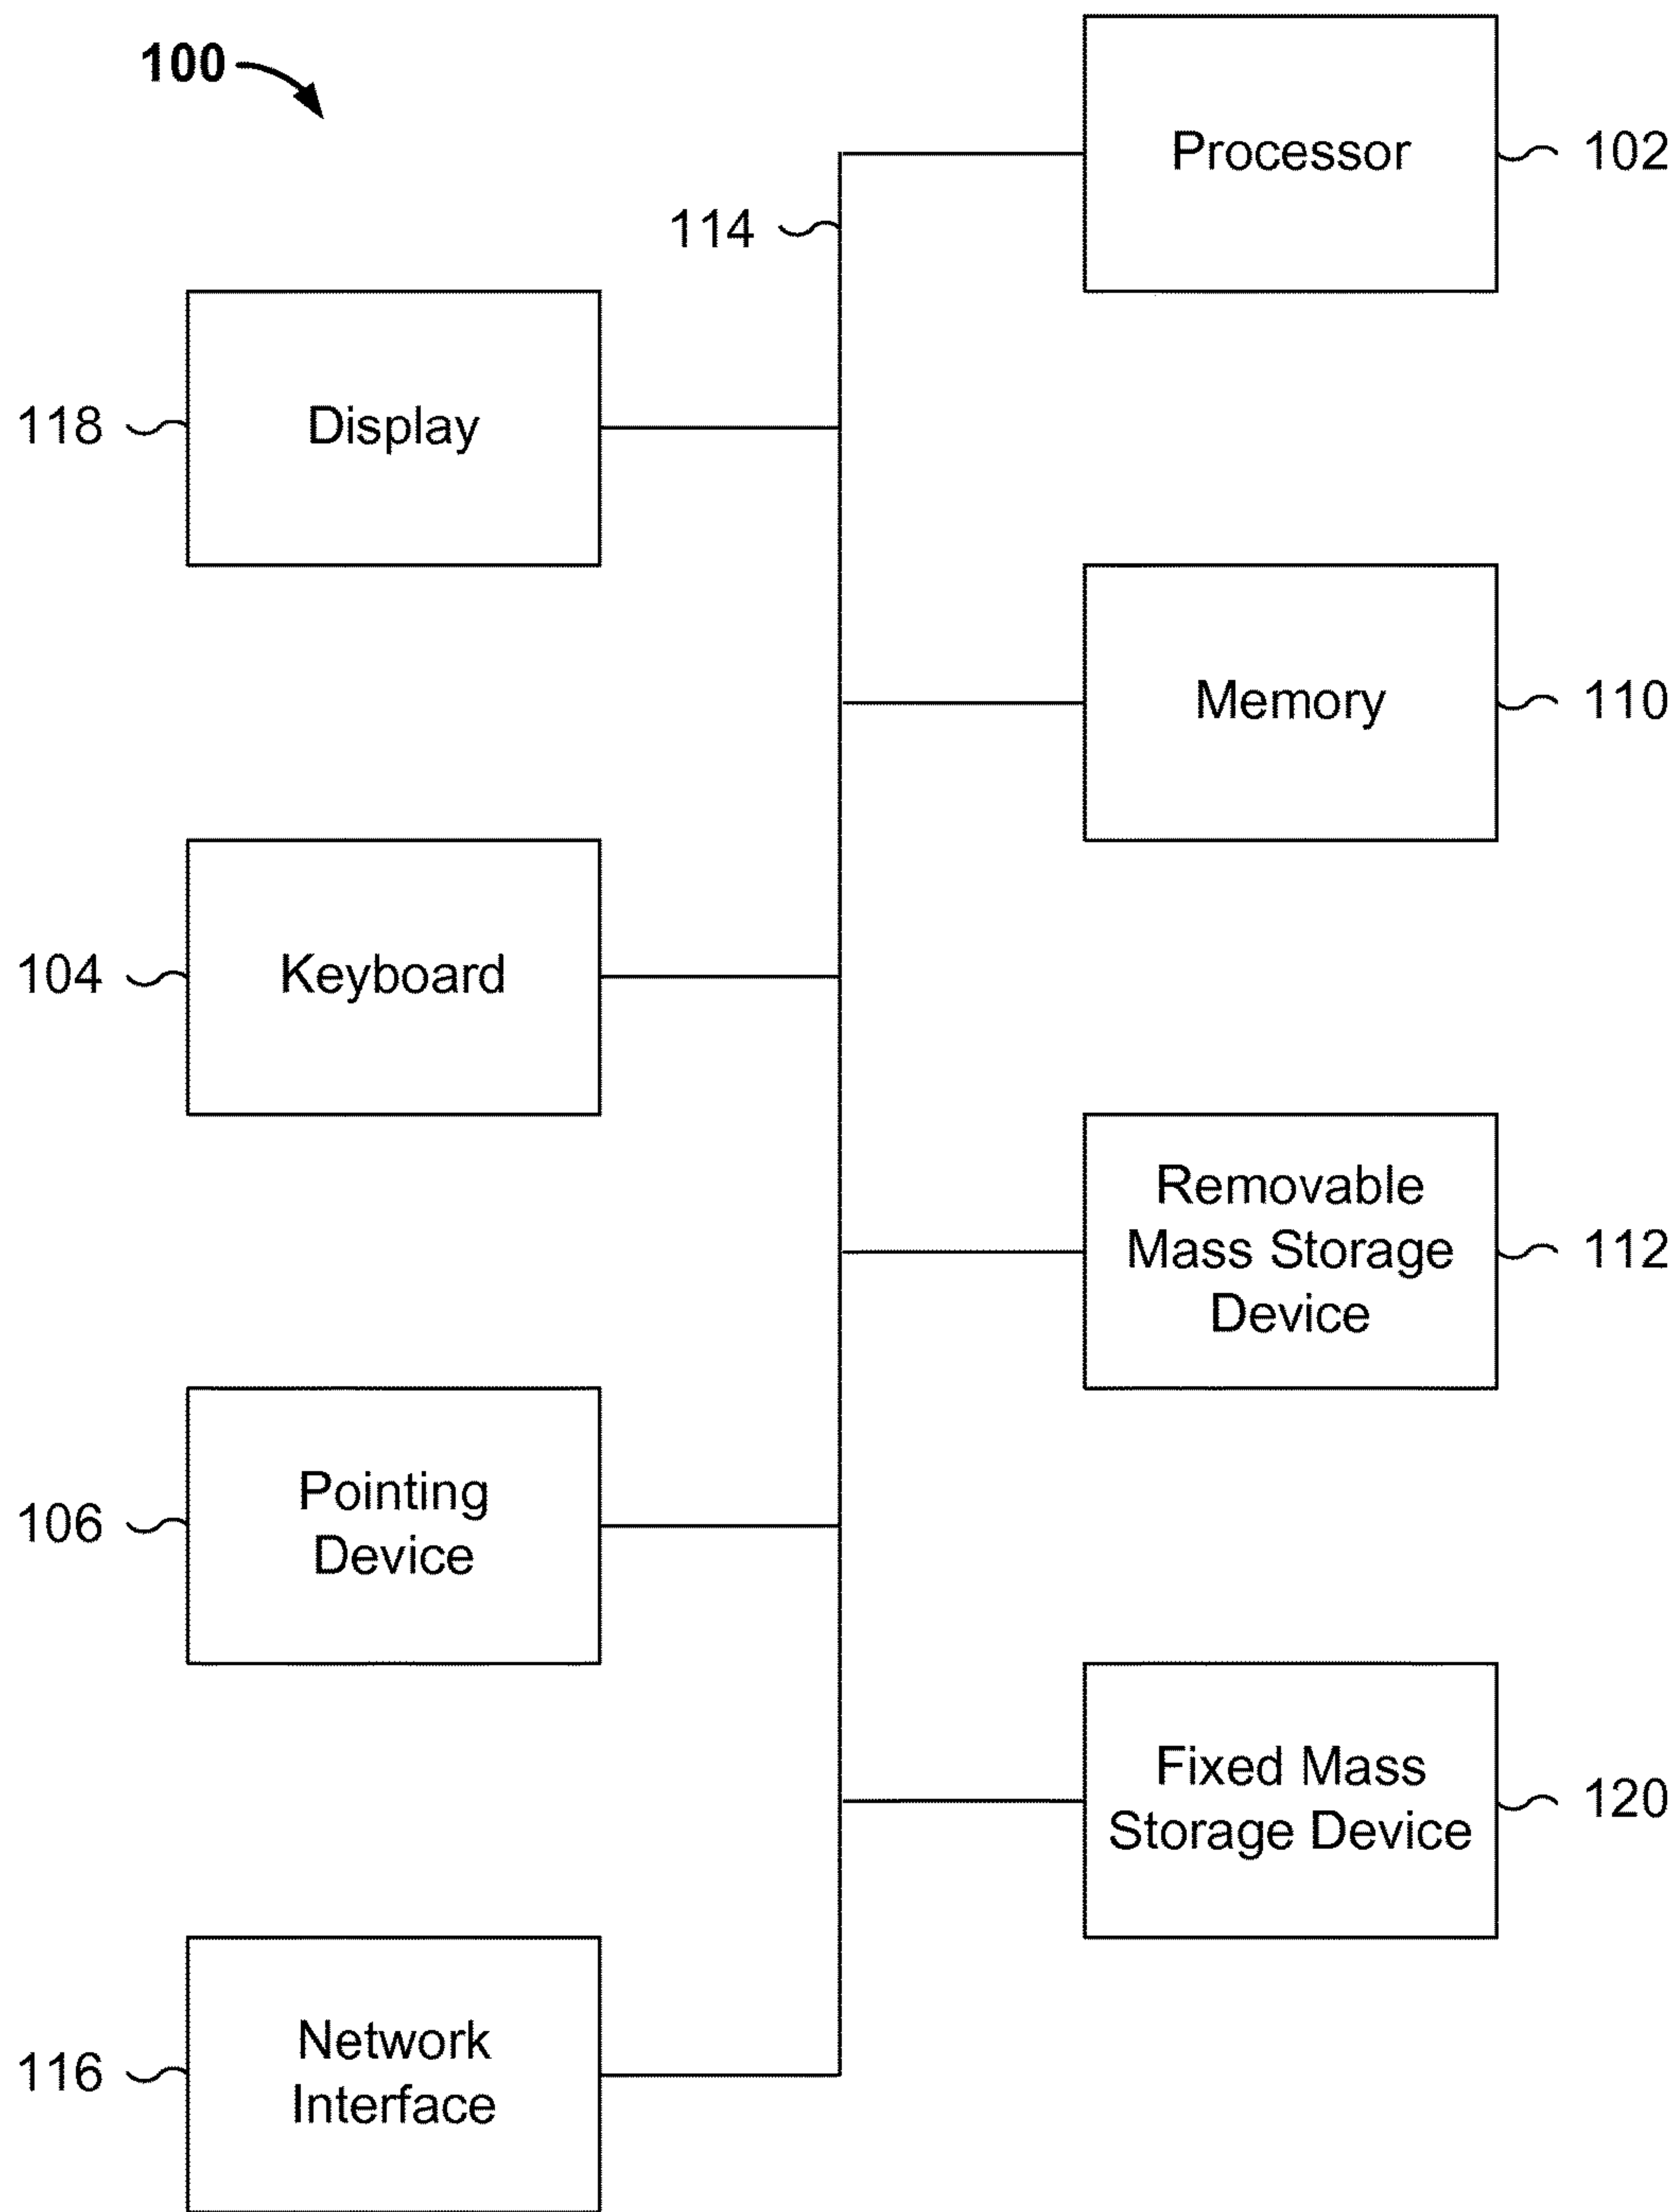 100
Processor
102
114
118
Display
Memory
110
104
Keyboard
Removable
Mass Storage
Device
112
106
Pointing
Device
Fixed Mass
Storage Device
120
116
Network
Interface